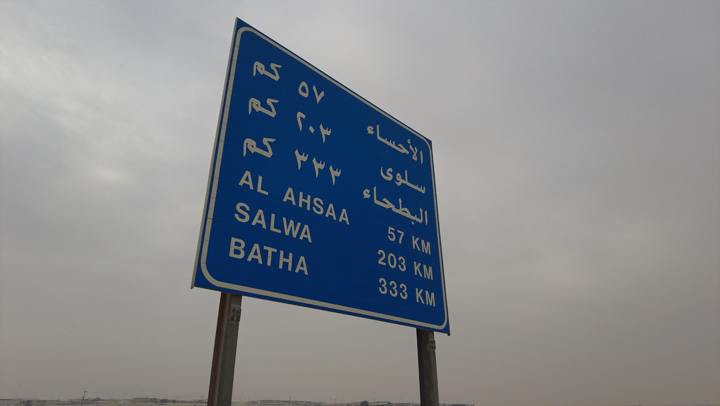 الأحساء ٥٧ كم
سلوى ٢٠٣ كم
البطحاء ٣٣٣ كم
AL AHSAA 57 KM
SALWA 203 KM
BATHA 333 KM